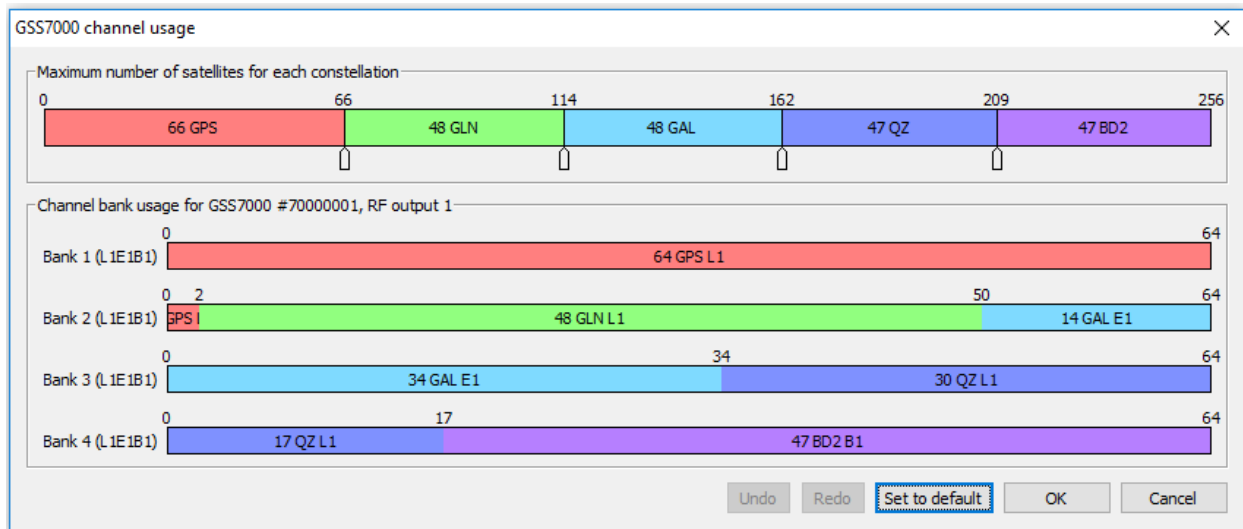 GSS7000 channel usage
Maximum number of satellites for each constellation
0 66 114 162 209 256
66 GPS 48 GLN 48 GAL 47 QZ 47 BD2
Channel bank usage for GSS7000 #70000001, RF output 1
0 64
Bank 1 (L1E1B1) 64 GPS L1
0 2 50 64
Bank 2 (L1E1B1) GPS 48 GLN L1 14 GAL E1
0 34 64
Bank 3 (L1E1B1) 34 GAL E1 30 QZ L1
0 17 64
Bank 4 (L1E1B1) 17 QZ L1 47 BD2 B1
Undo Redo Set to default OK Cancel